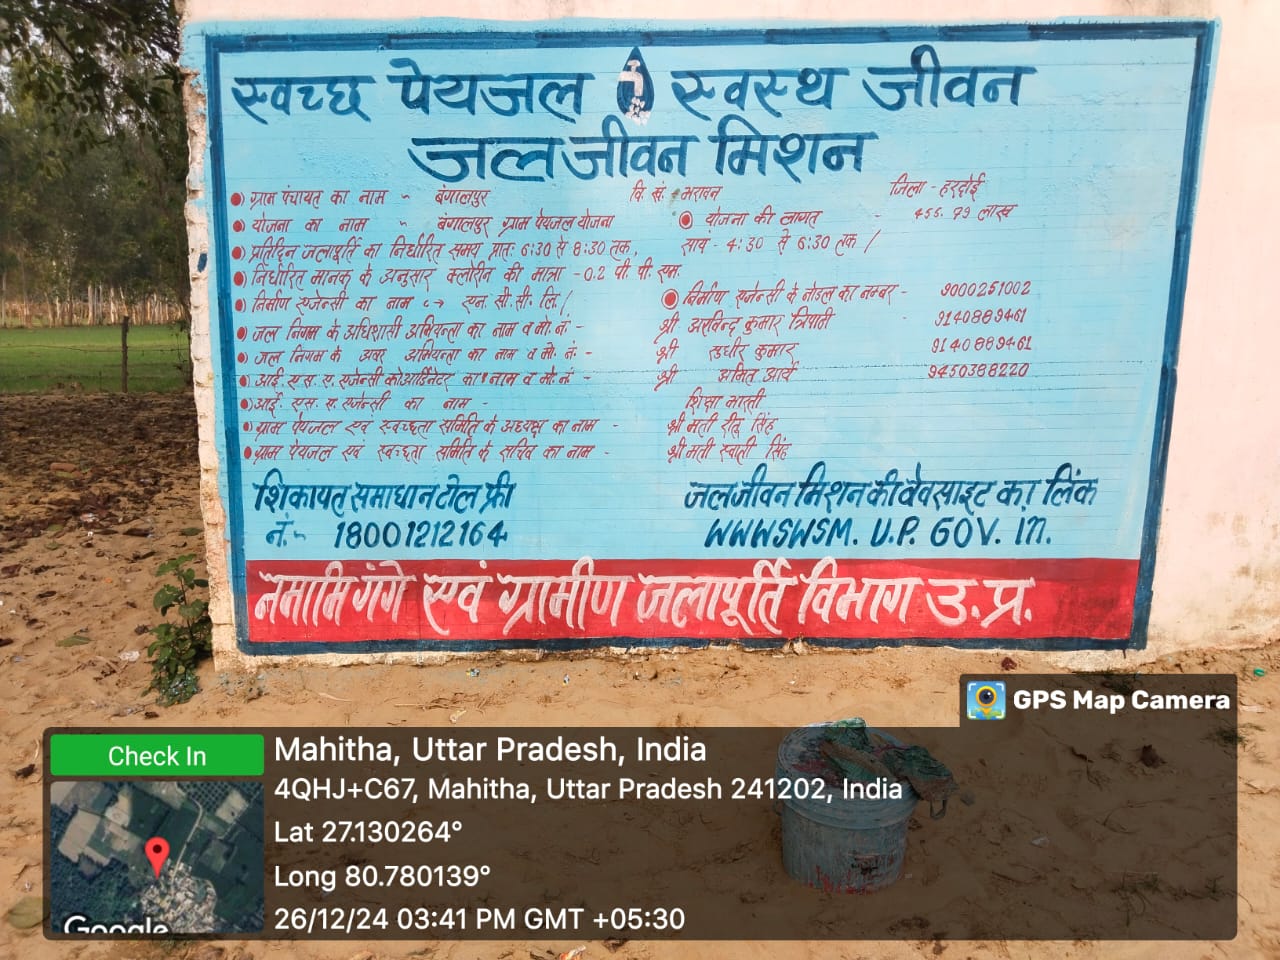 स्वच्छ पेयजल स्वस्थ जीवन
जल जीवन मिशन
ग्राम पंचायत का नाम - बंगालपुर वि. खं. भरावन जिला - हरदोई
योजना का नाम - बंगालपुर ग्राम पेयजल योजना योजना की लागत - 455.79 लाख
प्रतिदिन जलपूर्ति का निर्धारित समय प्रातः 6:30 से 8:30 तक, सायं - 4:30 से 6:30 तक /
निर्धारित मानक के अनुसार क्लोरीन की मात्रा - 0.2 पी. पी. एम.
निर्माण एजेन्सी का नाम → एन. सी. सी. लि. / निर्माण एजेन्सी के नोडल का नम्बर - 9000251002
जल निगम के अधिशासी अभियन्ता का नाम व मो. नं. - श्री अरविन्द कुमार त्रिपाठी 9140889461
जल निगम के अवर अभियन्ता का नाम व मो. नं. - श्री सुधीर कुमार 9140889461
आई. एस. ए. एजेन्सी कोआर्डिनेटर का नाम व मो. नं. - श्री अमित आर्य 9450388220
आई. एस. ए. एजेन्सी का नाम - शिक्षा भारती
ग्राम पेयजल एवं स्वच्छता समिति के अध्यक्ष का नाम - श्री मती रीतू सिंह
ग्राम पेयजल एवं स्वच्छता समिति के सचिव का नाम - श्री मती स्वाती सिंह
शिकायत समाधान टोल फ्री जल जीवन मिशन की वेवसाइट का लिंक
नं. - 18001212164 WWWSWSM. U.P. GOV. In.
नमामि गंगे एवं ग्रामीण जलापूर्ति विभाग उ. प्र.
GPS Map Camera
Check In
Mahitha, Uttar Pradesh, India
4QHJ+C67, Mahitha, Uttar Pradesh 241202, India
Lat 27.130264°
Long 80.780139°
26/12/24 03:41 PM GMT +05:30
Google